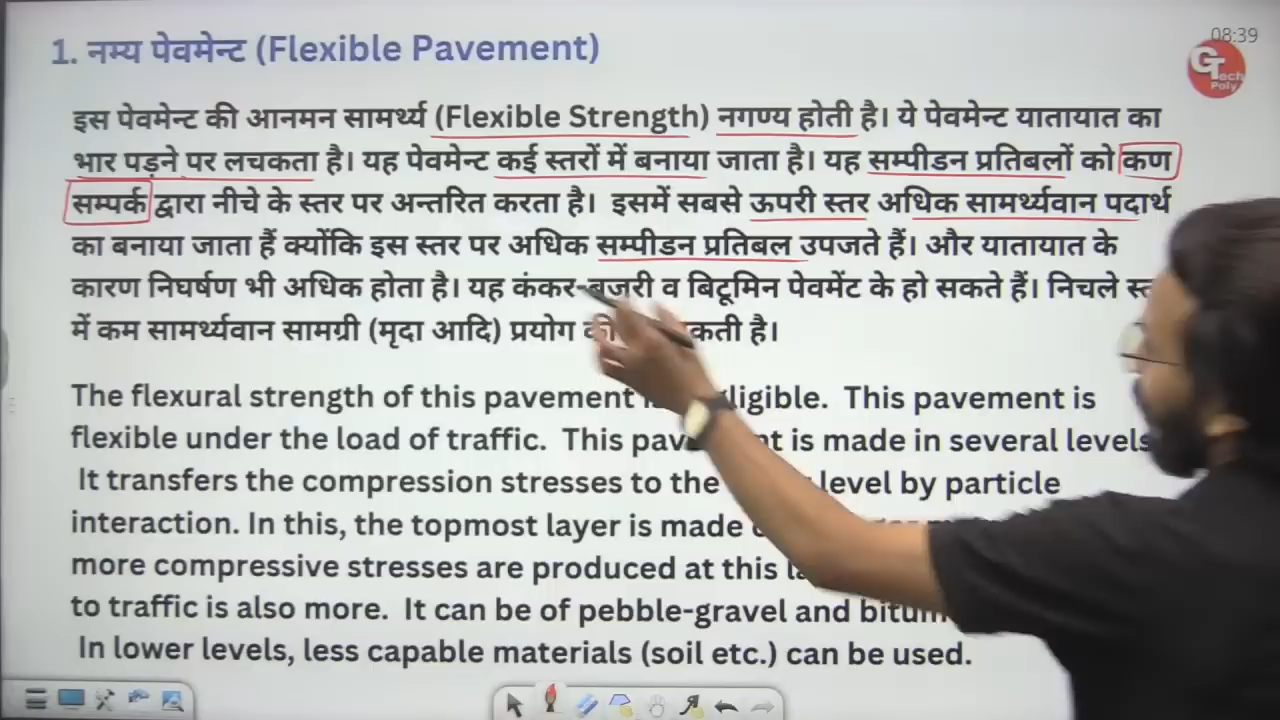 08:39
GTech Poly
1. नम्य पेवमेन्ट (Flexible Pavement)
इस पेवमेन्ट की आनमन सामर्थ्य (Flexible Strength) नगण्य होती है। ये पेवमेन्ट यातायात का
भार पड़ने पर लचकता है। यह पेवमेन्ट कई स्तरों में बनाया जाता है। यह सम्पीडन प्रतिबलों को कण
सम्पर्क द्वारा नीचे के स्तर पर अन्तरित करता है। इसमें सबसे ऊपरी स्तर अधिक सामर्थ्यवान पदार्थ
का बनाया जाता हैं क्योंकि इस स्तर पर अधिक सम्पीडन प्रतिबल उपजते हैं। और यातायात के
कारण निघर्षण भी अधिक होता है। यह कंकर-बजरी व बिटूमिन पेवमेंट के हो सकते हैं। निचले
में कम सामर्थ्यवान सामग्री (मृदा आदि) प्रयोग है।
The flexural strength of this pavement This pavement is
flexible under the load of traffic. This is made in several levels
It transfers the compression stresses to the level by particle
interaction. In this, the topmost layer is made
more compressive stresses are produced at this
to traffic is also more. It can be of pebble-gravel and
In lower levels, less capable materials (soil etc.) can be used.